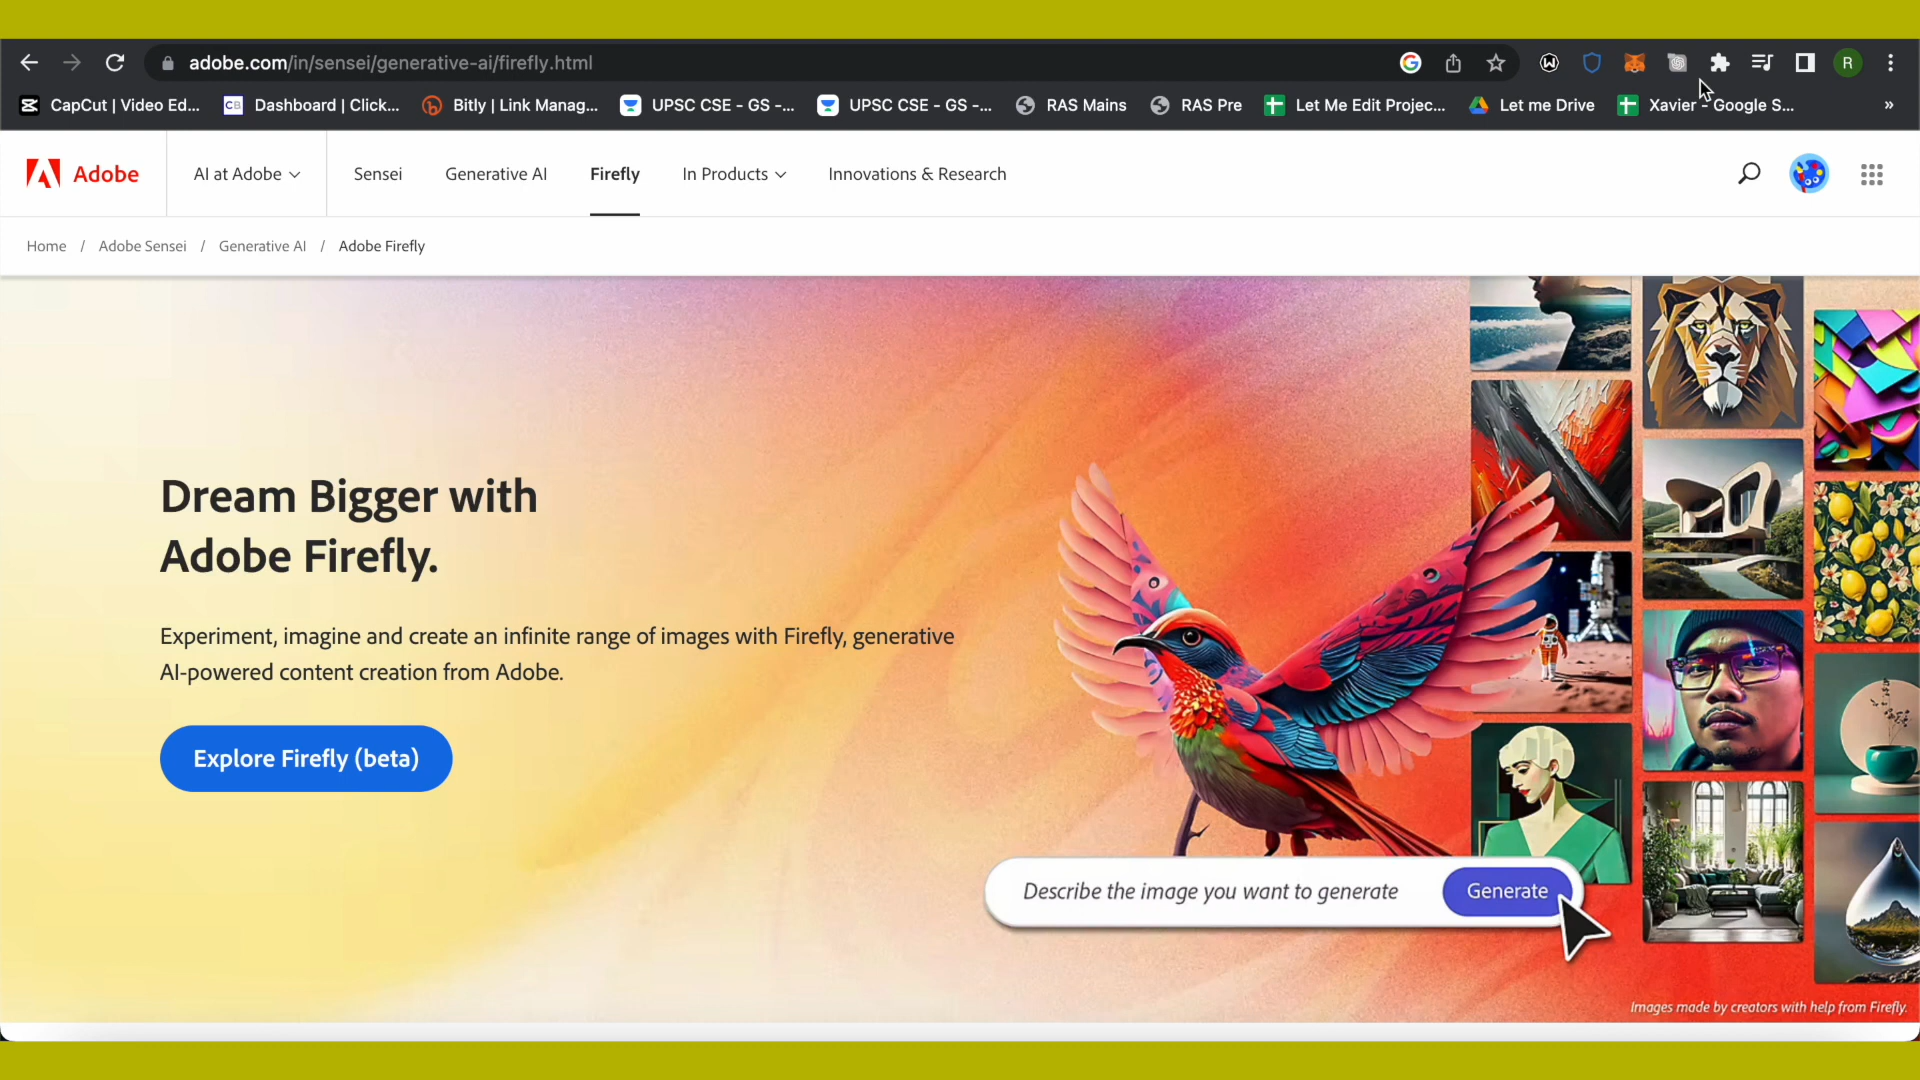 adobe.com/in/sensei/generative-ai/firefly.html
R
CapCut | Video Ed...
CB Dashboard | Click...
Bitly | Link Manag...
UPSC CSE - GS -...
UPSC CSE - GS -...
RAS Mains
RAS Pre
Let Me Edit Projec...
Let me Drive
Xavier - Google S...
»
Adobe
AI at Adobe
Sensei
Generative AI
Firefly
In Products
Innovations & Research
Home / Adobe Sensei / Generative AI / Adobe Firefly
Dream Bigger with
Adobe Firefly.
Experiment, imagine and create an infinite range of images with Firefly, generative
AI-powered content creation from Adobe.
Explore Firefly (beta)
Describe the image you want to generate
Generate
Images made by creators with help from Firefly.